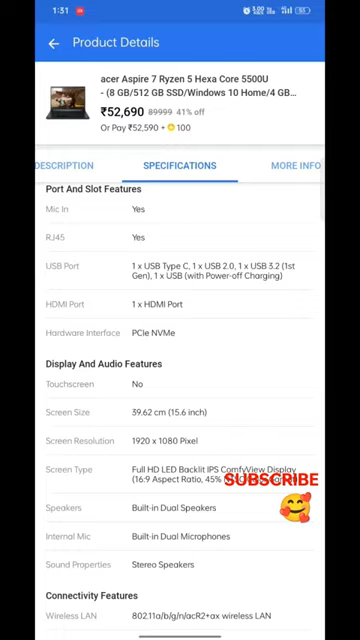 1:31
Product Details
acer Aspire 7 Ryzen 5 Hexa Core 5500U
- (8 GB/512 GB SSD/Windows 10 Home/4 GB...
₹52,690 89999 41% off
Or Pay ₹52,590 + 100
DESCRIPTION SPECIFICATIONS MORE INFO
Port And Slot Features
Mic In Yes
RJ45 Yes
USB Port 1 x USB Type C, 1 x USB 2.0, 1 x USB 3.2 (1st
Gen), 1 x USB (with Power-off Charging)
HDMI Port 1 x HDMI Port
Hardware Interface PCIe NVMe
Display And Audio Features
Touchscreen No
Screen Size 39.62 cm (15.6 inch)
Screen Resolution 1920 x 1080 Pixel
Screen Type Full HD LED Backlit IPS ComfyView Display
(16:9 Aspect Ratio, 45%
SUBSCRIBE
Speakers Built-in Dual Speakers
Internal Mic Built-in Dual Microphones
Sound Properties Stereo Speakers
Connectivity Features
Wireless LAN 802.11a/b/g/n/acR2+ax wireless LAN